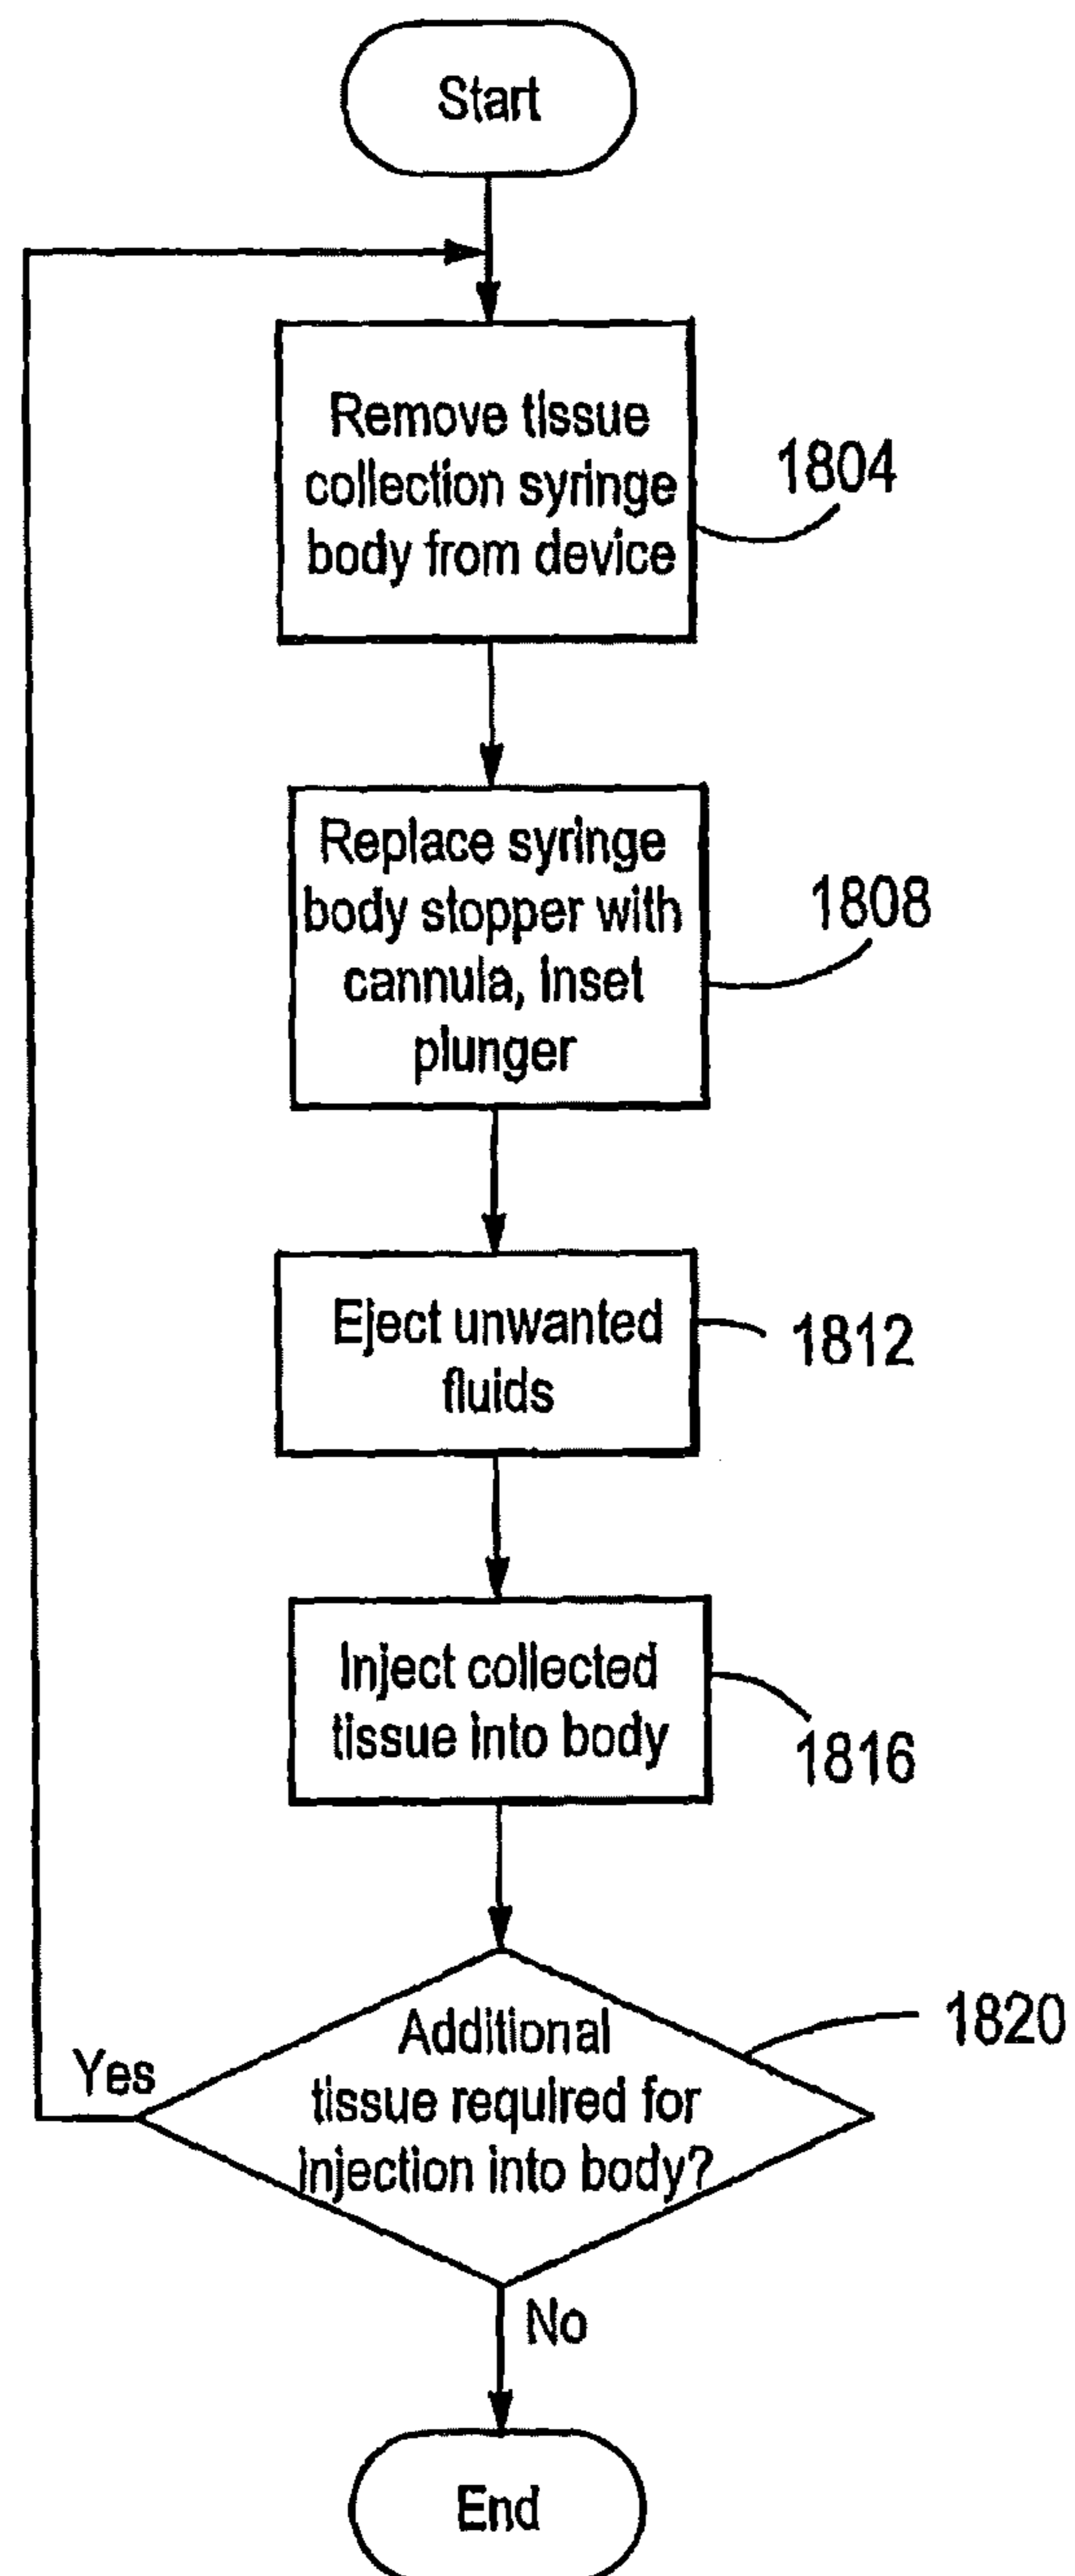 Start
Remove tissue
collection syringe
body from device
1804
Replace syringe
body stopper with
cannula, inset
plunger
1808
Eject unwanted
fluids
1812
Inject collected
tissue into body
1816
Additional
tissue required for
injection into body?
1820
Yes
No
End